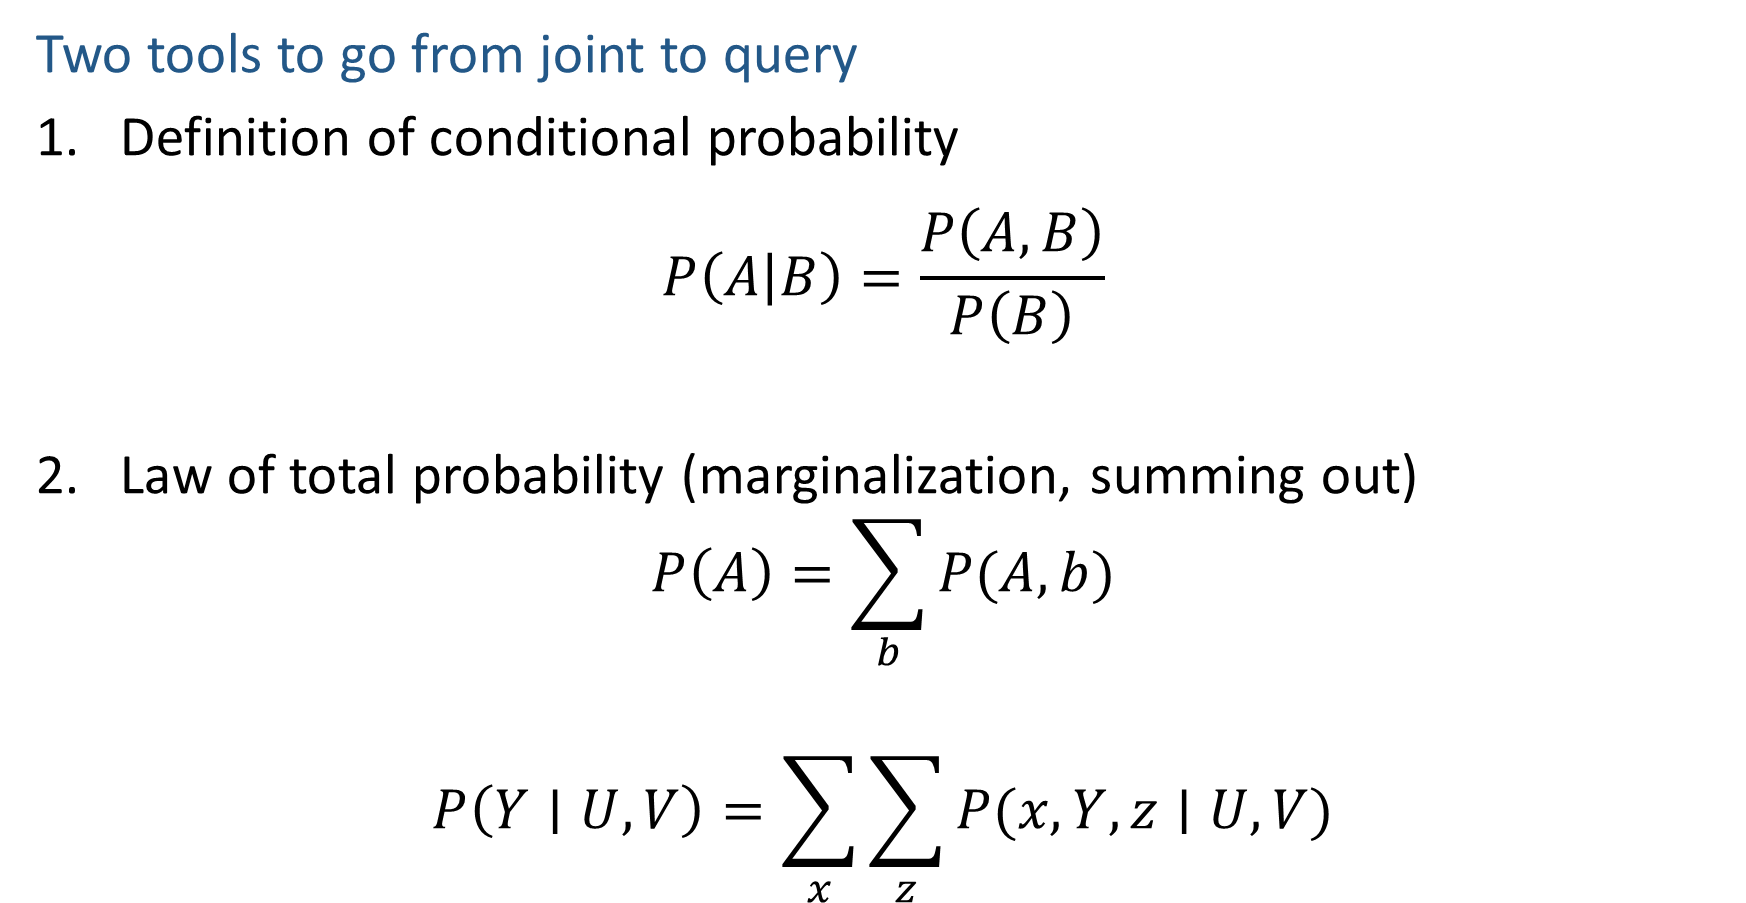 Two tools to go from joint to query
1. Definition of conditional probability
P(A|B) = P(A, B) / P(B)
2. Law of total probability (marginalization, summing out)
P(A) = ∑_b P(A, b)
P(Y | U, V) = ∑_x ∑_z P(x, Y, z | U, V)